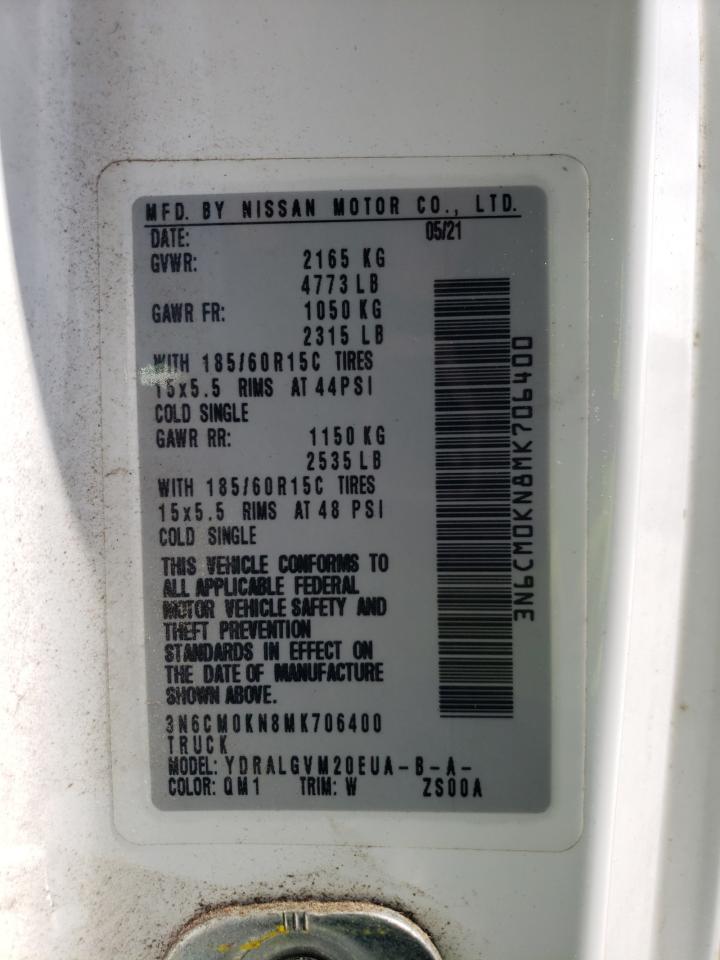 MFD. BY NISSAN MOTOR CO., LTD.
DATE: 05/21
GVWR: 2165 KG
4773 LB
GAWR FR: 1050 KG
2315 LB
WITH 185/60R15C TIRES
15x5.5 RIMS AT 44PSI
COLD SINGLE
GAWR RR: 1150 KG
2535 LB
WITH 185/60R15C TIRES
15x5.5 RIMS AT 48 PSI
COLD SINGLE
THIS VEHICLE CONFORMS TO
ALL APPLICABLE FEDERAL
MOTOR VEHICLE SAFETY AND
THEFT PREVENTION
STANDARDS IN EFFECT ON
THE DATE OF MANUFACTURE
SHOWN ABOVE.
3N6CM0KN8MK706400
TRUCK
MODEL: YDRALGVM20EUA-B-A-
COLOR: QM1 TRIM: W ZS00A
3N6CM0KN8MK706400